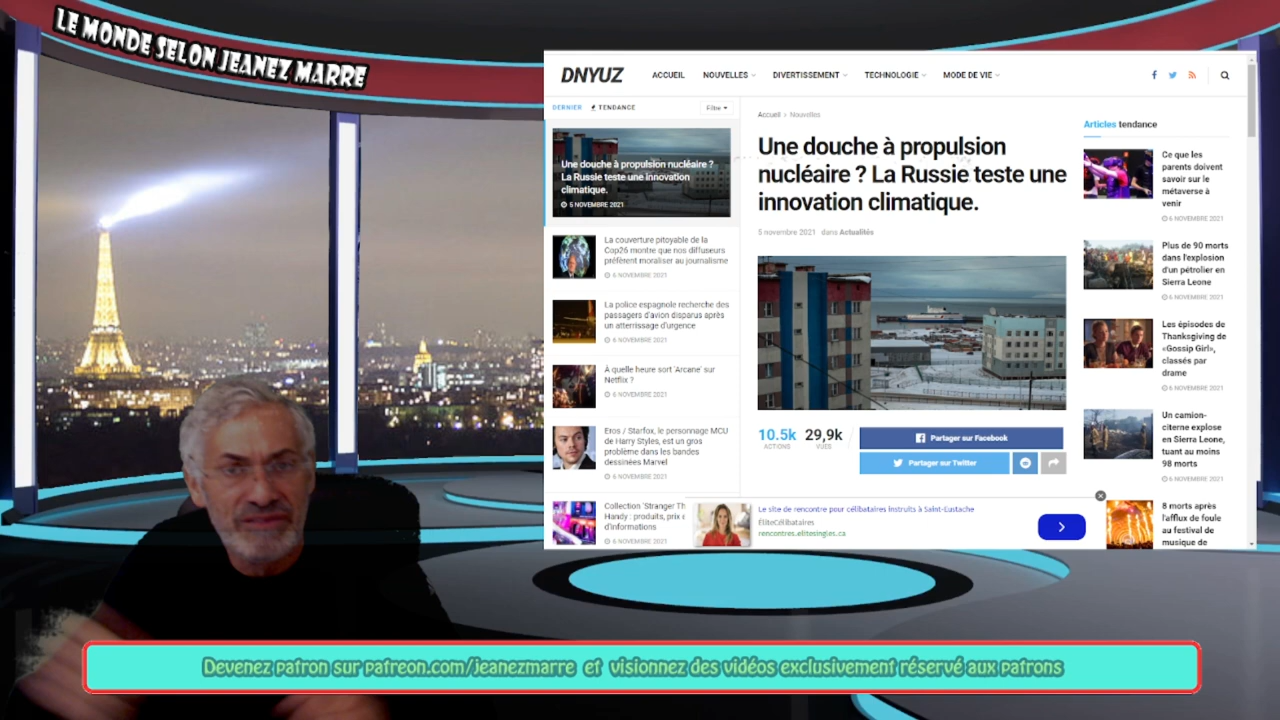 LE MONDE SELON JEANEZ MARRE
DNYUZ
ACCUEIL
NOUVELLES
DIVERTISSEMENT
TECHNOLOGIE
MODE DE VIE
DERNIER
TENDANCE
Filtre
Une douche à propulsion nucléaire ?
La Russie teste une innovation
climatique.
5 NOVEMBRE 2021
La couverture pitoyable de la
Cop26 montre que nos diffuseurs
préfèrent moraliser au journalisme
6 NOVEMBRE 2021
La police espagnole recherche des
passagers d'avion disparus après
un atterrissage d'urgence
6 NOVEMBRE 2021
À quelle heure sort 'Arcane' sur
Netflix ?
6 NOVEMBRE 2021
Eros / Starfox, le personnage MCU
de Harry Styles, est un gros
problème dans les bandes
dessinées Marvel
6 NOVEMBRE 2021
Collection 'Stranger Th
Handy : produits, prix e
d'informations
6 NOVEMBRE 2021
Accueil > Nouvelles
Une douche à propulsion
nucléaire ? La Russie teste une
innovation climatique.
5 novembre 2021 dans Actualités
10.5k
ACTIONS
29,9k
VUES
Partager sur Facebook
Partager sur Twitter
Le site de rencontre pour célibataires instruits à Saint-Eustache
EliteCélibataires
rencontres.elitesingles.ca
Articles tendance
Ce que les
parents doivent
savoir sur le
métaverse à
venir
6 NOVEMBRE 2021
Plus de 90 morts
dans l'explosion
d'un pétrolier en
Sierra Leone
6 NOVEMBRE 2021
Les épisodes de
Thanksgiving de
«Gossip Girl»,
classés par
drame
6 NOVEMBRE 2021
Un camion-
citerne explose
en Sierra Leone,
tuant au moins
98 morts
6 NOVEMBRE 2021
8 morts après
l'afflux de foule
au festival de
musique de
Devenez patron sur patreon.com/jeanezmarre et visionnez des vidéos exclusivement réservé aux patrons